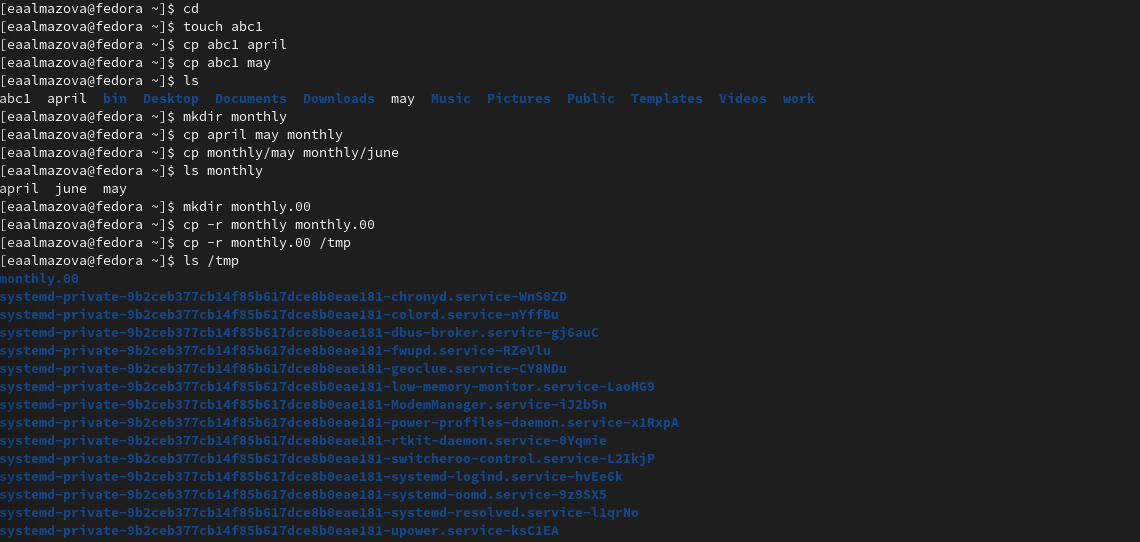 [eaalmazova@fedora ~]$ cd
[eaalmazova@fedora ~]$ touch abc1
[eaalmazova@fedora ~]$ cp abc1 april
[eaalmazova@fedora ~]$ cp abc1 may
[eaalmazova@fedora ~]$ ls
abc1  april  bin  Desktop  Documents  Downloads  may  Music  Pictures  Public  Templates  Videos  work
[eaalmazova@fedora ~]$ mkdir monthly
[eaalmazova@fedora ~]$ cp april may monthly
[eaalmazova@fedora ~]$ cp monthly/may monthly/june
[eaalmazova@fedora ~]$ ls monthly
april  june  may
[eaalmazova@fedora ~]$ mkdir monthly.00
[eaalmazova@fedora ~]$ cp -r monthly monthly.00
[eaalmazova@fedora ~]$ cp -r monthly.00 /tmp
[eaalmazova@fedora ~]$ ls /tmp
monthly.00
systemd-private-9b2ceb377cb14f85b617dce8b0eae181-chronyd.service-WnS0ZD
systemd-private-9b2ceb377cb14f85b617dce8b0eae181-colord.service-nYffBu
systemd-private-9b2ceb377cb14f85b617dce8b0eae181-dbus-broker.service-gj6auC
systemd-private-9b2ceb377cb14f85b617dce8b0eae181-fwupd.service-RZeVlu
systemd-private-9b2ceb377cb14f85b617dce8b0eae181-geoclue.service-CY8NDu
systemd-private-9b2ceb377cb14f85b617dce8b0eae181-low-memory-monitor.service-LaoHG9
systemd-private-9b2ceb377cb14f85b617dce8b0eae181-ModemManager.service-iJ2b5n
systemd-private-9b2ceb377cb14f85b617dce8b0eae181-power-profiles-daemon.service-x1RxpA
systemd-private-9b2ceb377cb14f85b617dce8b0eae181-rtkit-daemon.service-0Yqmie
systemd-private-9b2ceb377cb14f85b617dce8b0eae181-switcheroo-control.service-L2IkjP
systemd-private-9b2ceb377cb14f85b617dce8b0eae181-systemd-logind.service-hvEe6k
systemd-private-9b2ceb377cb14f85b617dce8b0eae181-systemd-oomd.service-9z9SX5
systemd-private-9b2ceb377cb14f85b617dce8b0eae181-systemd-resolved.service-l1qrNo
systemd-private-9b2ceb377cb14f85b617dce8b0eae181-upower.service-ksC1EA